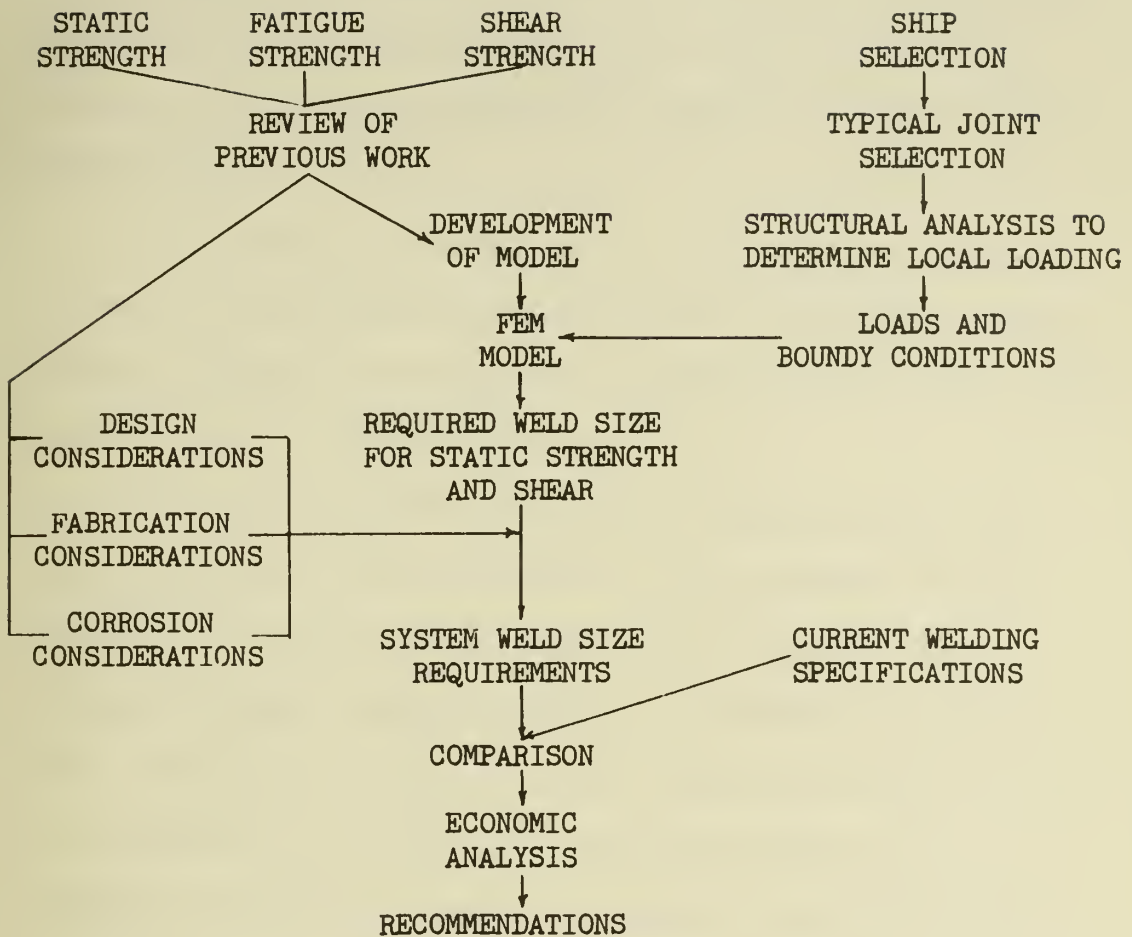 STATIC STRENGTH
FATIGUE STRENGTH
SHEAR STRENGTH
REVIEW OF
PREVIOUS WORK
SHIP
SELECTION
TYPICAL JOINT
SELECTION
STRUCTURAL ANALYSIS TO
DETERMINE LOCAL LOADING
LOADS AND
BOUNDY CONDITIONS
DEVELOPMENT
OF MODEL
FEM
MODEL
REQUIRED WELD SIZE
FOR STATIC STRENGTH
AND SHEAR
DESIGN
CONSIDERATIONS
FABRICATION
CONSIDERATIONS
CORROSION
CONSIDERATIONS
SYSTEM WELD SIZE
REQUIREMENTS
CURRENT WELDING
SPECIFICATIONS
COMPARISON
ECONOMIC
ANALYSIS
RECOMMENDATIONS